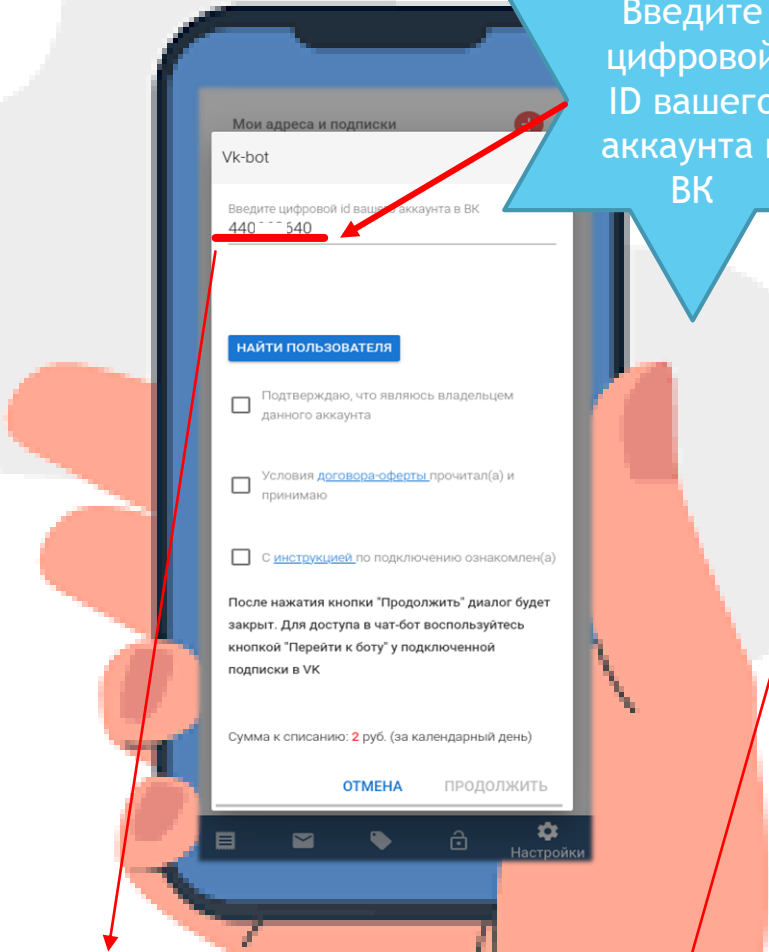 Введите
цифровой
ID вашего
аккаунта
ВК
Мои адреса и подписки
Vk-bot
Введите цифровой id вашего аккаунта в ВК
НАЙТИ ПОЛЬЗОВАТЕЛЯ
Подтверждаю, что являюсь владельцем
данного аккаунта
Условия договора-оферты прочитал(а) и
принимаю
С инструкцией по подключению ознакомлен(а)
После нажатия кнопки "Продолжить" диалог будет
закрыт. Для доступа в чат-бот воспользуйтесь
кнопкой "Перейти к боту" у подключенной
подписки в VK
Сумма к списанию: 2 руб. (за календарный день)
ОТМЕНА ПРОДОЛЖИТЬ
Настройки